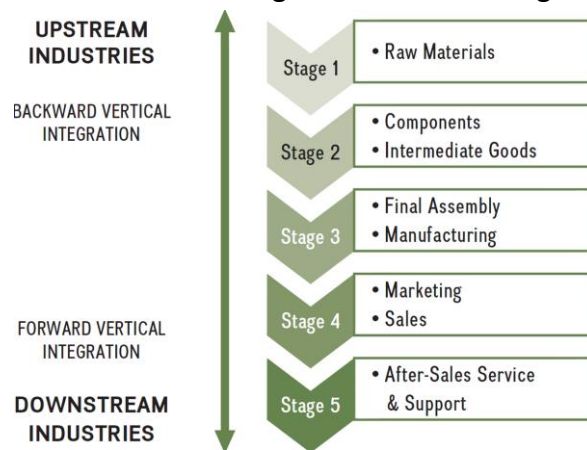 UPSTREAM
INDUSTRIES
BACKWARD VERTICAL
INTEGRATION
FORWARD VERTICAL
INTEGRATION
DOWNSTREAM
INDUSTRIES
Stage 1
• Raw Materials
Stage 2
• Components
• Intermediate Goods
Stage 3
• Final Assembly
• Manufacturing
Stage 4
• Marketing
• Sales
Stage 5
• After-Sales Service
& Support